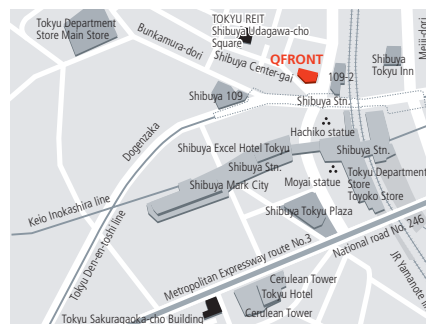 Tokyu Department
Store Main Store
Bunkamura-dori
TOKYU REIT
Shibuya Udagawa-cho
Square
Shibuya Center-gai
QFRONT
109-2
Shibuya
Tokyu Inn
Meiji-dori
Shibuya 109
Shibuya Stn.
Hachiko statue
Dogenzaka
Shibuya Excel Hotel Tokyu
Shibuya Stn.
Shibuya Stn.
Shibuya Mark City
Moyai statue
Tokyu Department
Store
Toyoko Store
Keio Inokashira line
Tokyu Den-en-toshi line
Shibuya Tokyu Plaza
Metropolitan Expressway route No.3
National road No, 246
JR Yamanote
Cerulean Tower
Tokyu Hotel
Cerulean Tower
Tokyu Sakuragaoka-cho Building